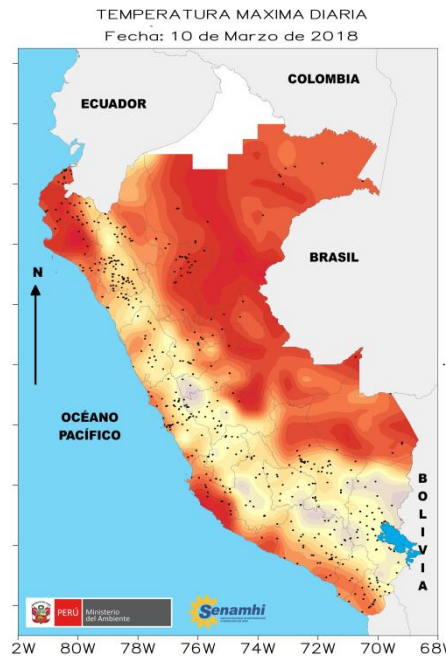 TEMPERATURA MAXIMA DIARIA
Fecha: 10 de Marzo de 2018
COLOMBIA
ECUADOR
BRASIL
N
OCÉANO
PACÍFICO
BOLIVIA
PERÚ
Ministerio
del Ambiente
Senamhi
2W 80W 78W 76W 74W 72W 70W 68W